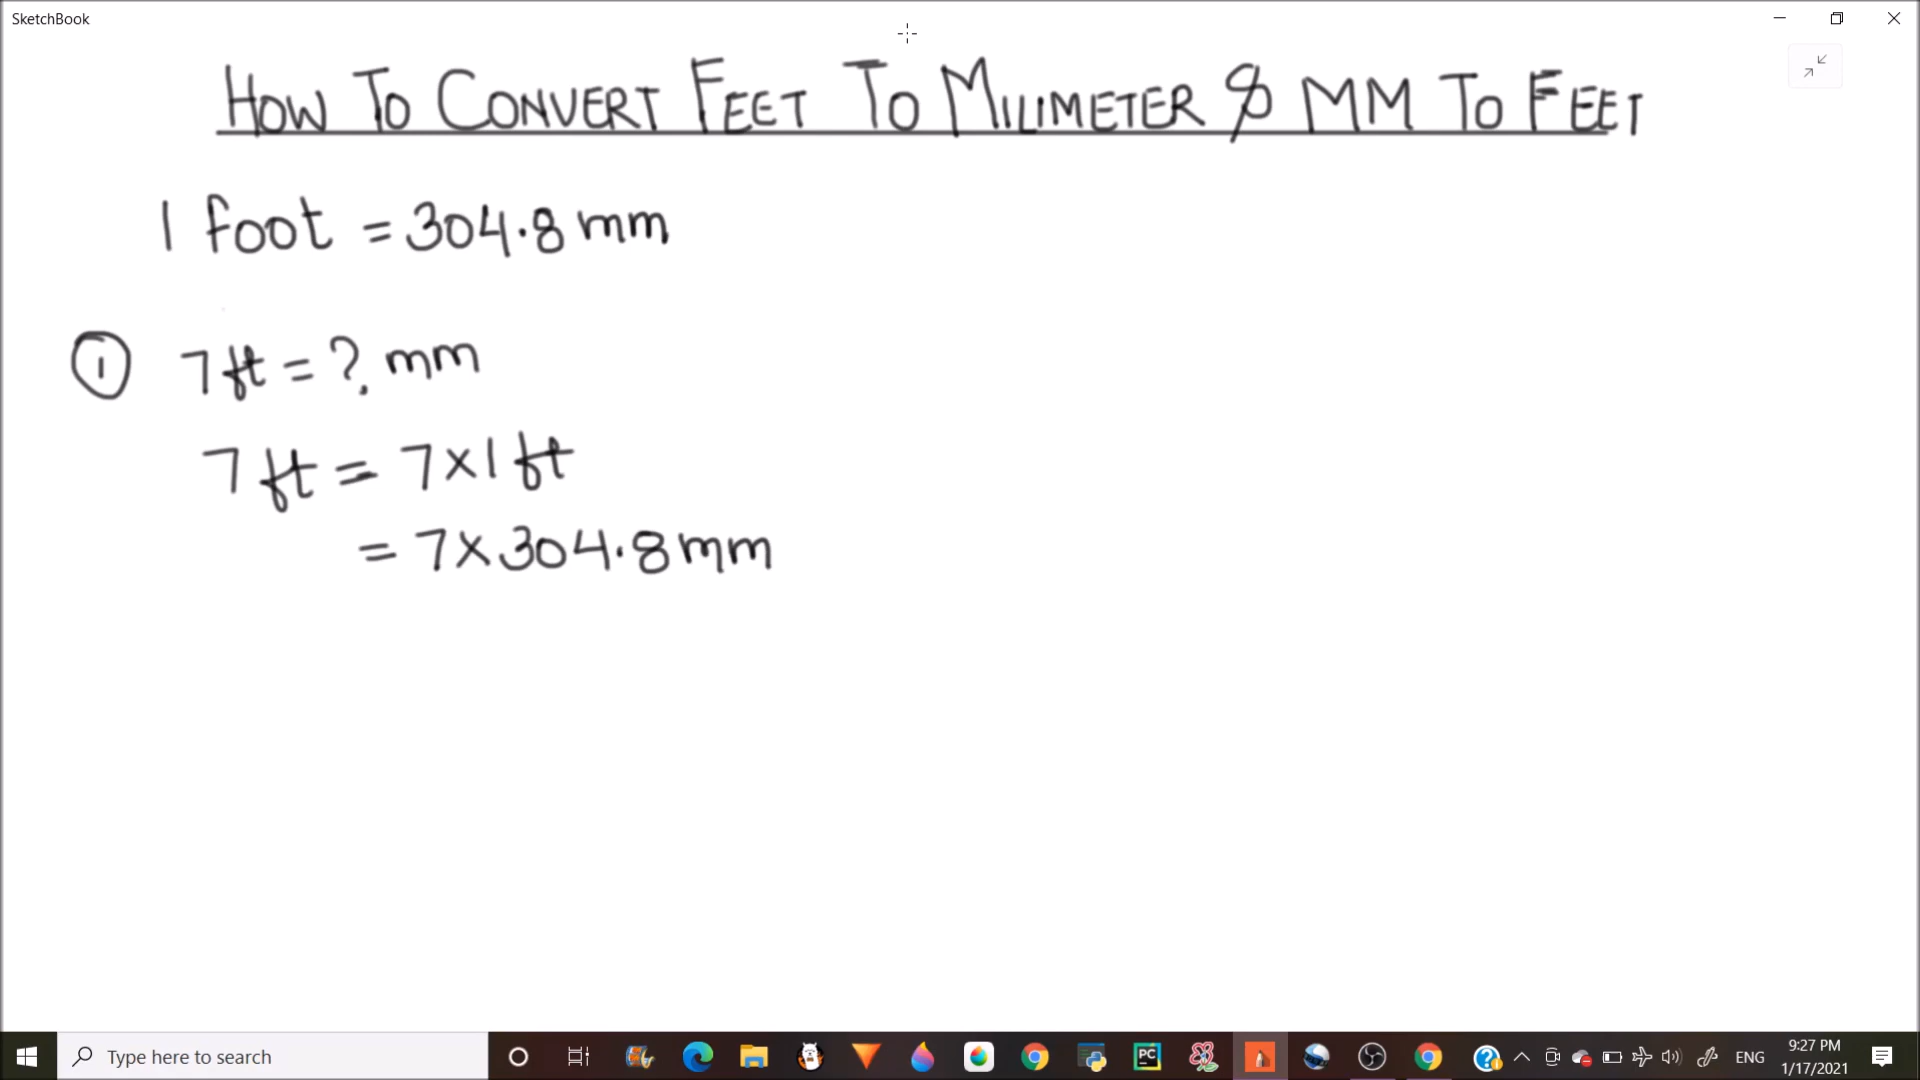 SketchBook
HOW TO CONVERT FEET TO MILIMETER & MM TO FEET
1 foot = 304.8 mm
① 7 ft = ? mm
7 ft = 7 × 1 ft
= 7 × 304.8 mm
Type here to search
PC
ENG
9:27 PM
1/17/2021